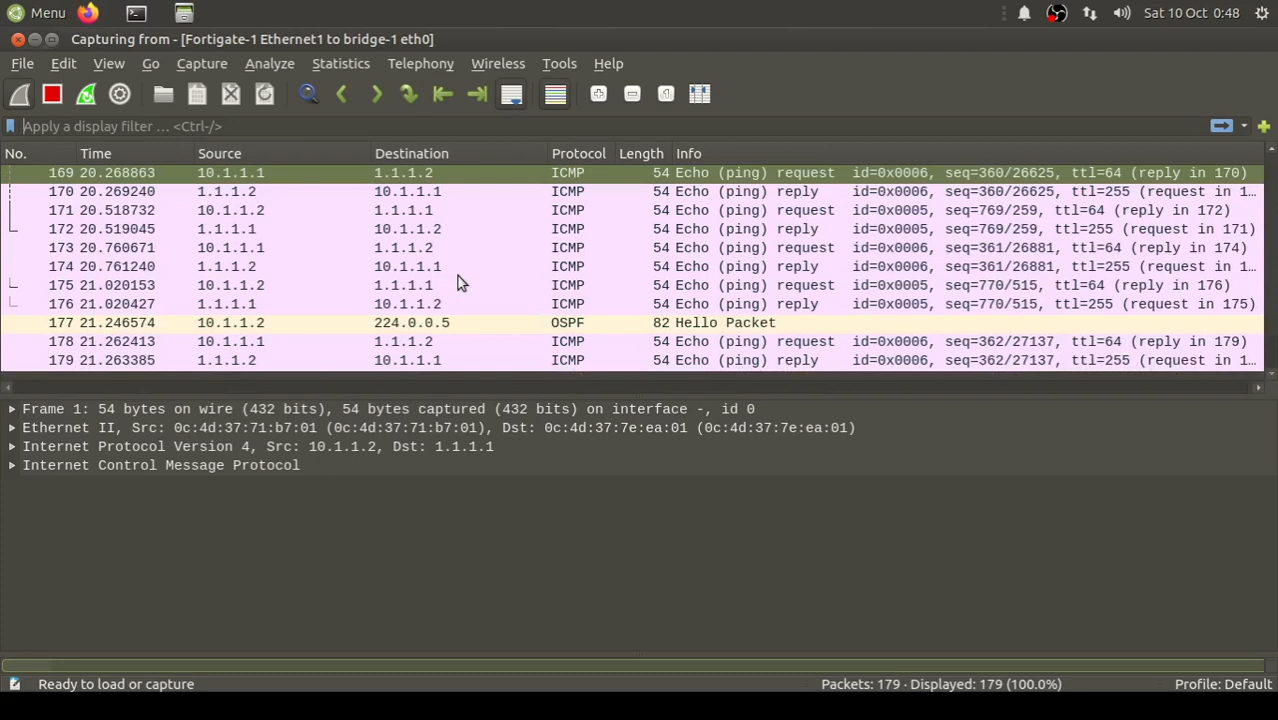 Menu Sat 10 Oct, 0:48
Capturing from - [Fortigate-1 Ethernet1 to bridge-1 eth0]
File Edit View Go Capture Analyze Statistics Telephony Wireless Tools Help
Apply a display filter … <Ctrl-/>
No. Time Source Destination Protocol Length Info
169 20.268863 10.1.1.1 1.1.1.2 ICMP 54 Echo (ping) request id=0x0006, seq=360/26625, ttl=64 (reply in 170)
170 20.269240 1.1.1.2 10.1.1.1 ICMP 54 Echo (ping) reply id=0x0006, seq=360/26625, ttl=255 (request in 1…
171 20.518732 10.1.1.2 1.1.1.1 ICMP 54 Echo (ping) request id=0x0005, seq=769/259, ttl=64 (reply in 172)
172 20.519045 1.1.1.1 10.1.1.2 ICMP 54 Echo (ping) reply id=0x0005, seq=769/259, ttl=255 (request in 171)
173 20.760671 10.1.1.1 1.1.1.2 ICMP 54 Echo (ping) request id=0x0006, seq=361/26881, ttl=64 (reply in 174)
174 20.761240 1.1.1.2 10.1.1.1 ICMP 54 Echo (ping) reply id=0x0006, seq=361/26881, ttl=255 (request in 1…
175 21.020153 10.1.1.2 1.1.1.1 ICMP 54 Echo (ping) request id=0x0005, seq=770/515, ttl=64 (reply in 176)
176 21.020427 1.1.1.1 10.1.1.2 ICMP 54 Echo (ping) reply id=0x0005, seq=770/515, ttl=255 (request in 175)
177 21.246574 10.1.1.2 224.0.0.5 OSPF 82 Hello Packet
178 21.262413 10.1.1.1 1.1.1.2 ICMP 54 Echo (ping) request id=0x0006, seq=362/27137, ttl=64 (reply in 179)
179 21.263385 1.1.1.2 10.1.1.1 ICMP 54 Echo (ping) reply id=0x0006, seq=362/27137, ttl=255 (request in 1…
Frame 1: 54 bytes on wire (432 bits), 54 bytes captured (432 bits) on interface -, id 0
Ethernet II, Src: 0c:4d:37:71:b7:01 (0c:4d:37:71:b7:01), Dst: 0c:4d:37:7e:ea:01 (0c:4d:37:7e:ea:01)
Internet Protocol Version 4, Src: 10.1.1.2, Dst: 1.1.1.1
Internet Control Message Protocol
Ready to load or capture Packets: 179 · Displayed: 179 (100.0%) Profile: Default